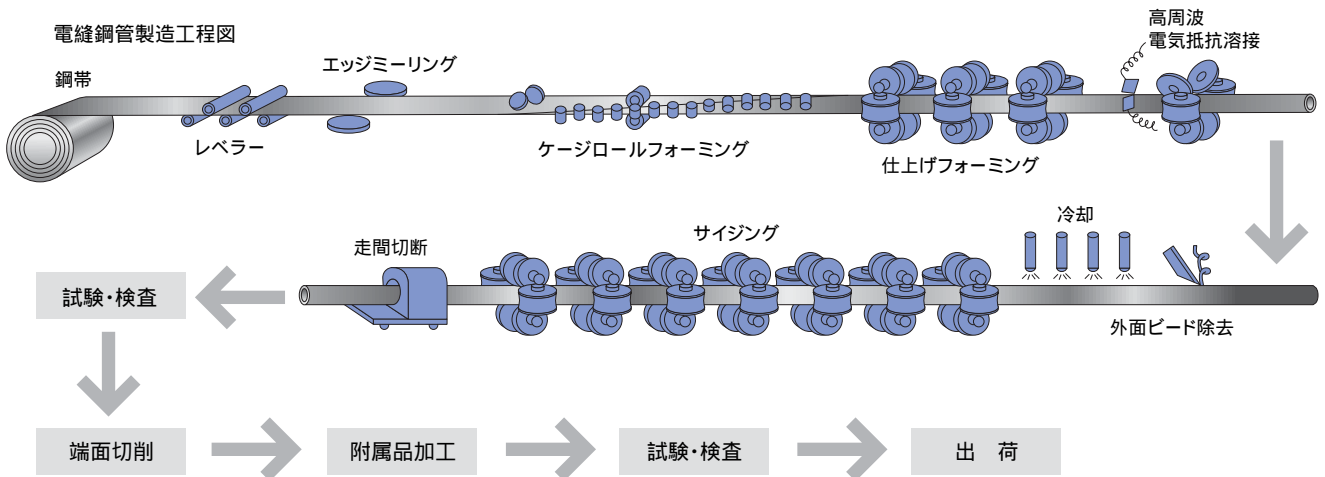 電縫鋼管製造工程図
鋼帯
レベラー
エッジミーリング
ケージロールフォーミング
仕上げフォーミング
高周波
電気抵抗溶接
外面ビード除去
冷却
サイジング
走間切断
試験・検査
端面切削
附属品加工
試験・検査
出　荷